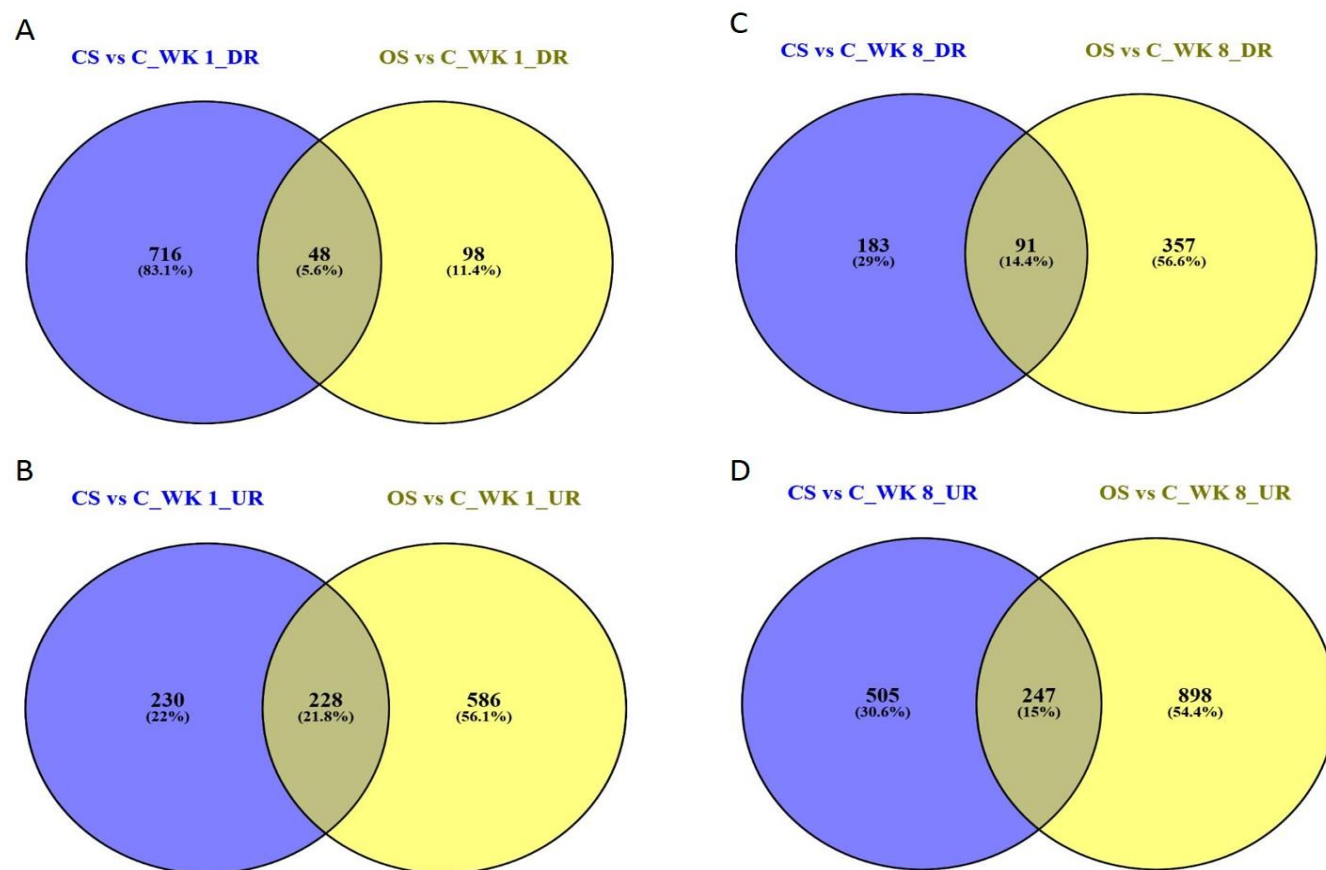 A
CS vs C_WK 1_DR
OS vs C_WK 1_DR
716
(83.1%)
48
(5.6%)
98
(11.4%)
B
CS vs C_WK 1_UR
OS vs C_WK 1_UR
230
(22%)
228
(21.8%)
586
(56.1%)
C
CS vs C_WK 8_DR
OS vs C_WK 8_DR
183
(29%)
91
(14.4%)
357
(56.6%)
D
CS vs C_WK 8_UR
OS vs C_WK 8_UR
505
(30.6%)
247
(15%)
898
(54.4%)